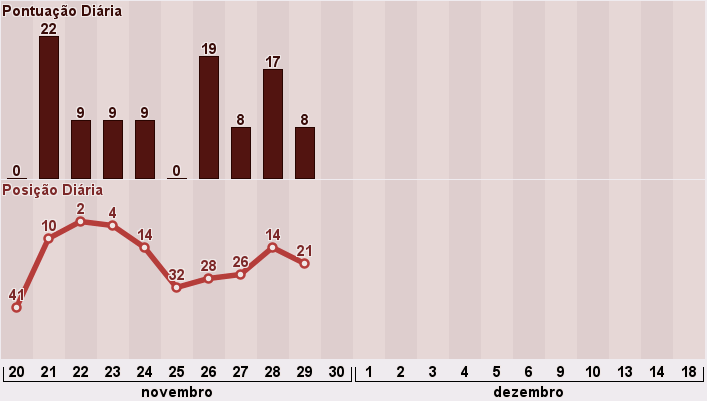 Pontuação Diária
0 22 9 9 9 0 19 8 17 8
Posição Diária
41 10 2 4 14 32 28 26 14 21
20 21 22 23 24 25 26 27 28 29 30 1 2 3 4 5 6 9 10 13 14 18
novembro dezembro